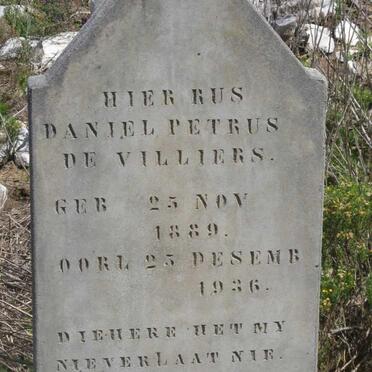 HIER RUS
DANIEL PETRUS
DE VILLIERS.
GEB 25 NOV
1889.
OORL 25 DESEMB
1936.
DIE HERE HET MY
NIE VERLAAT NIE.